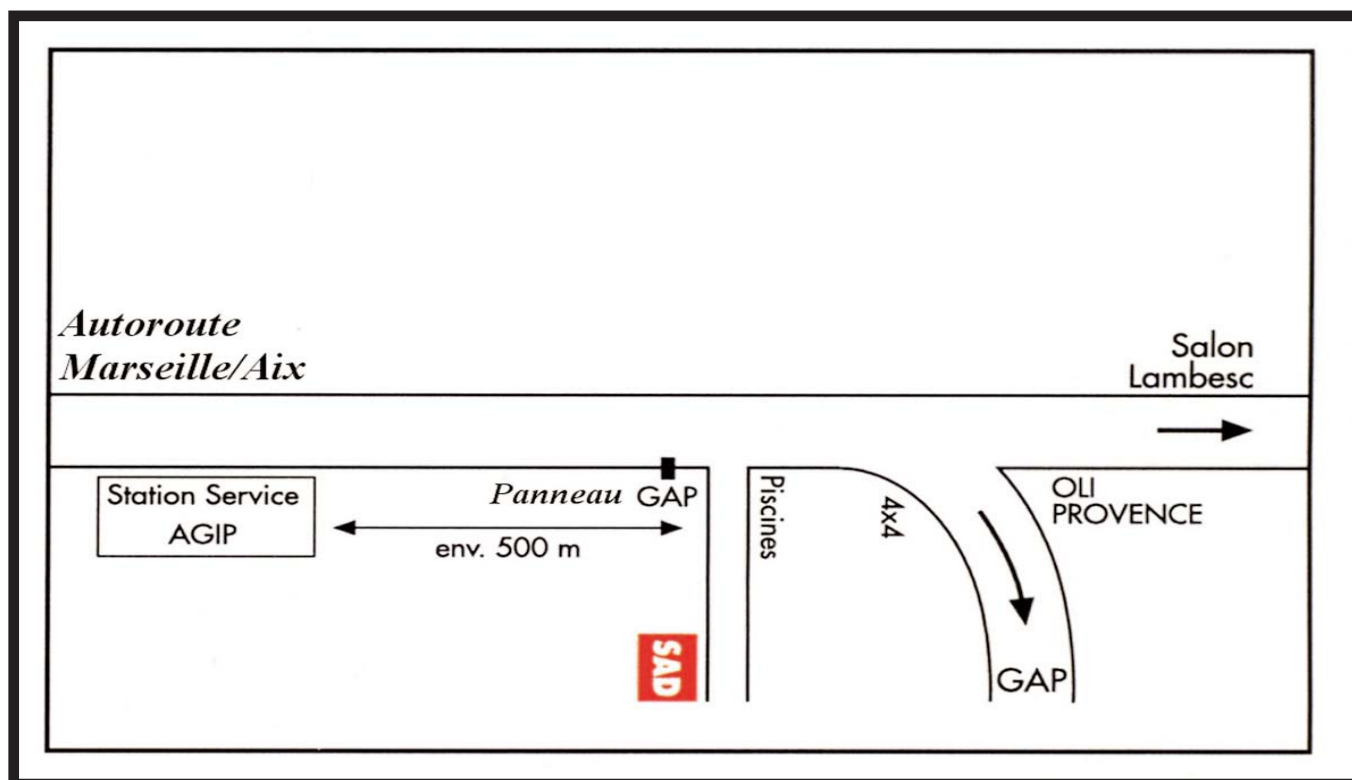 Autoroute
Marseille/Aix
Salon
Lambesc
Station Service
AGIP
Panneau GAP
env. 500 m
Piscines
4x4
OLI
PROVENCE
SAD
GAP